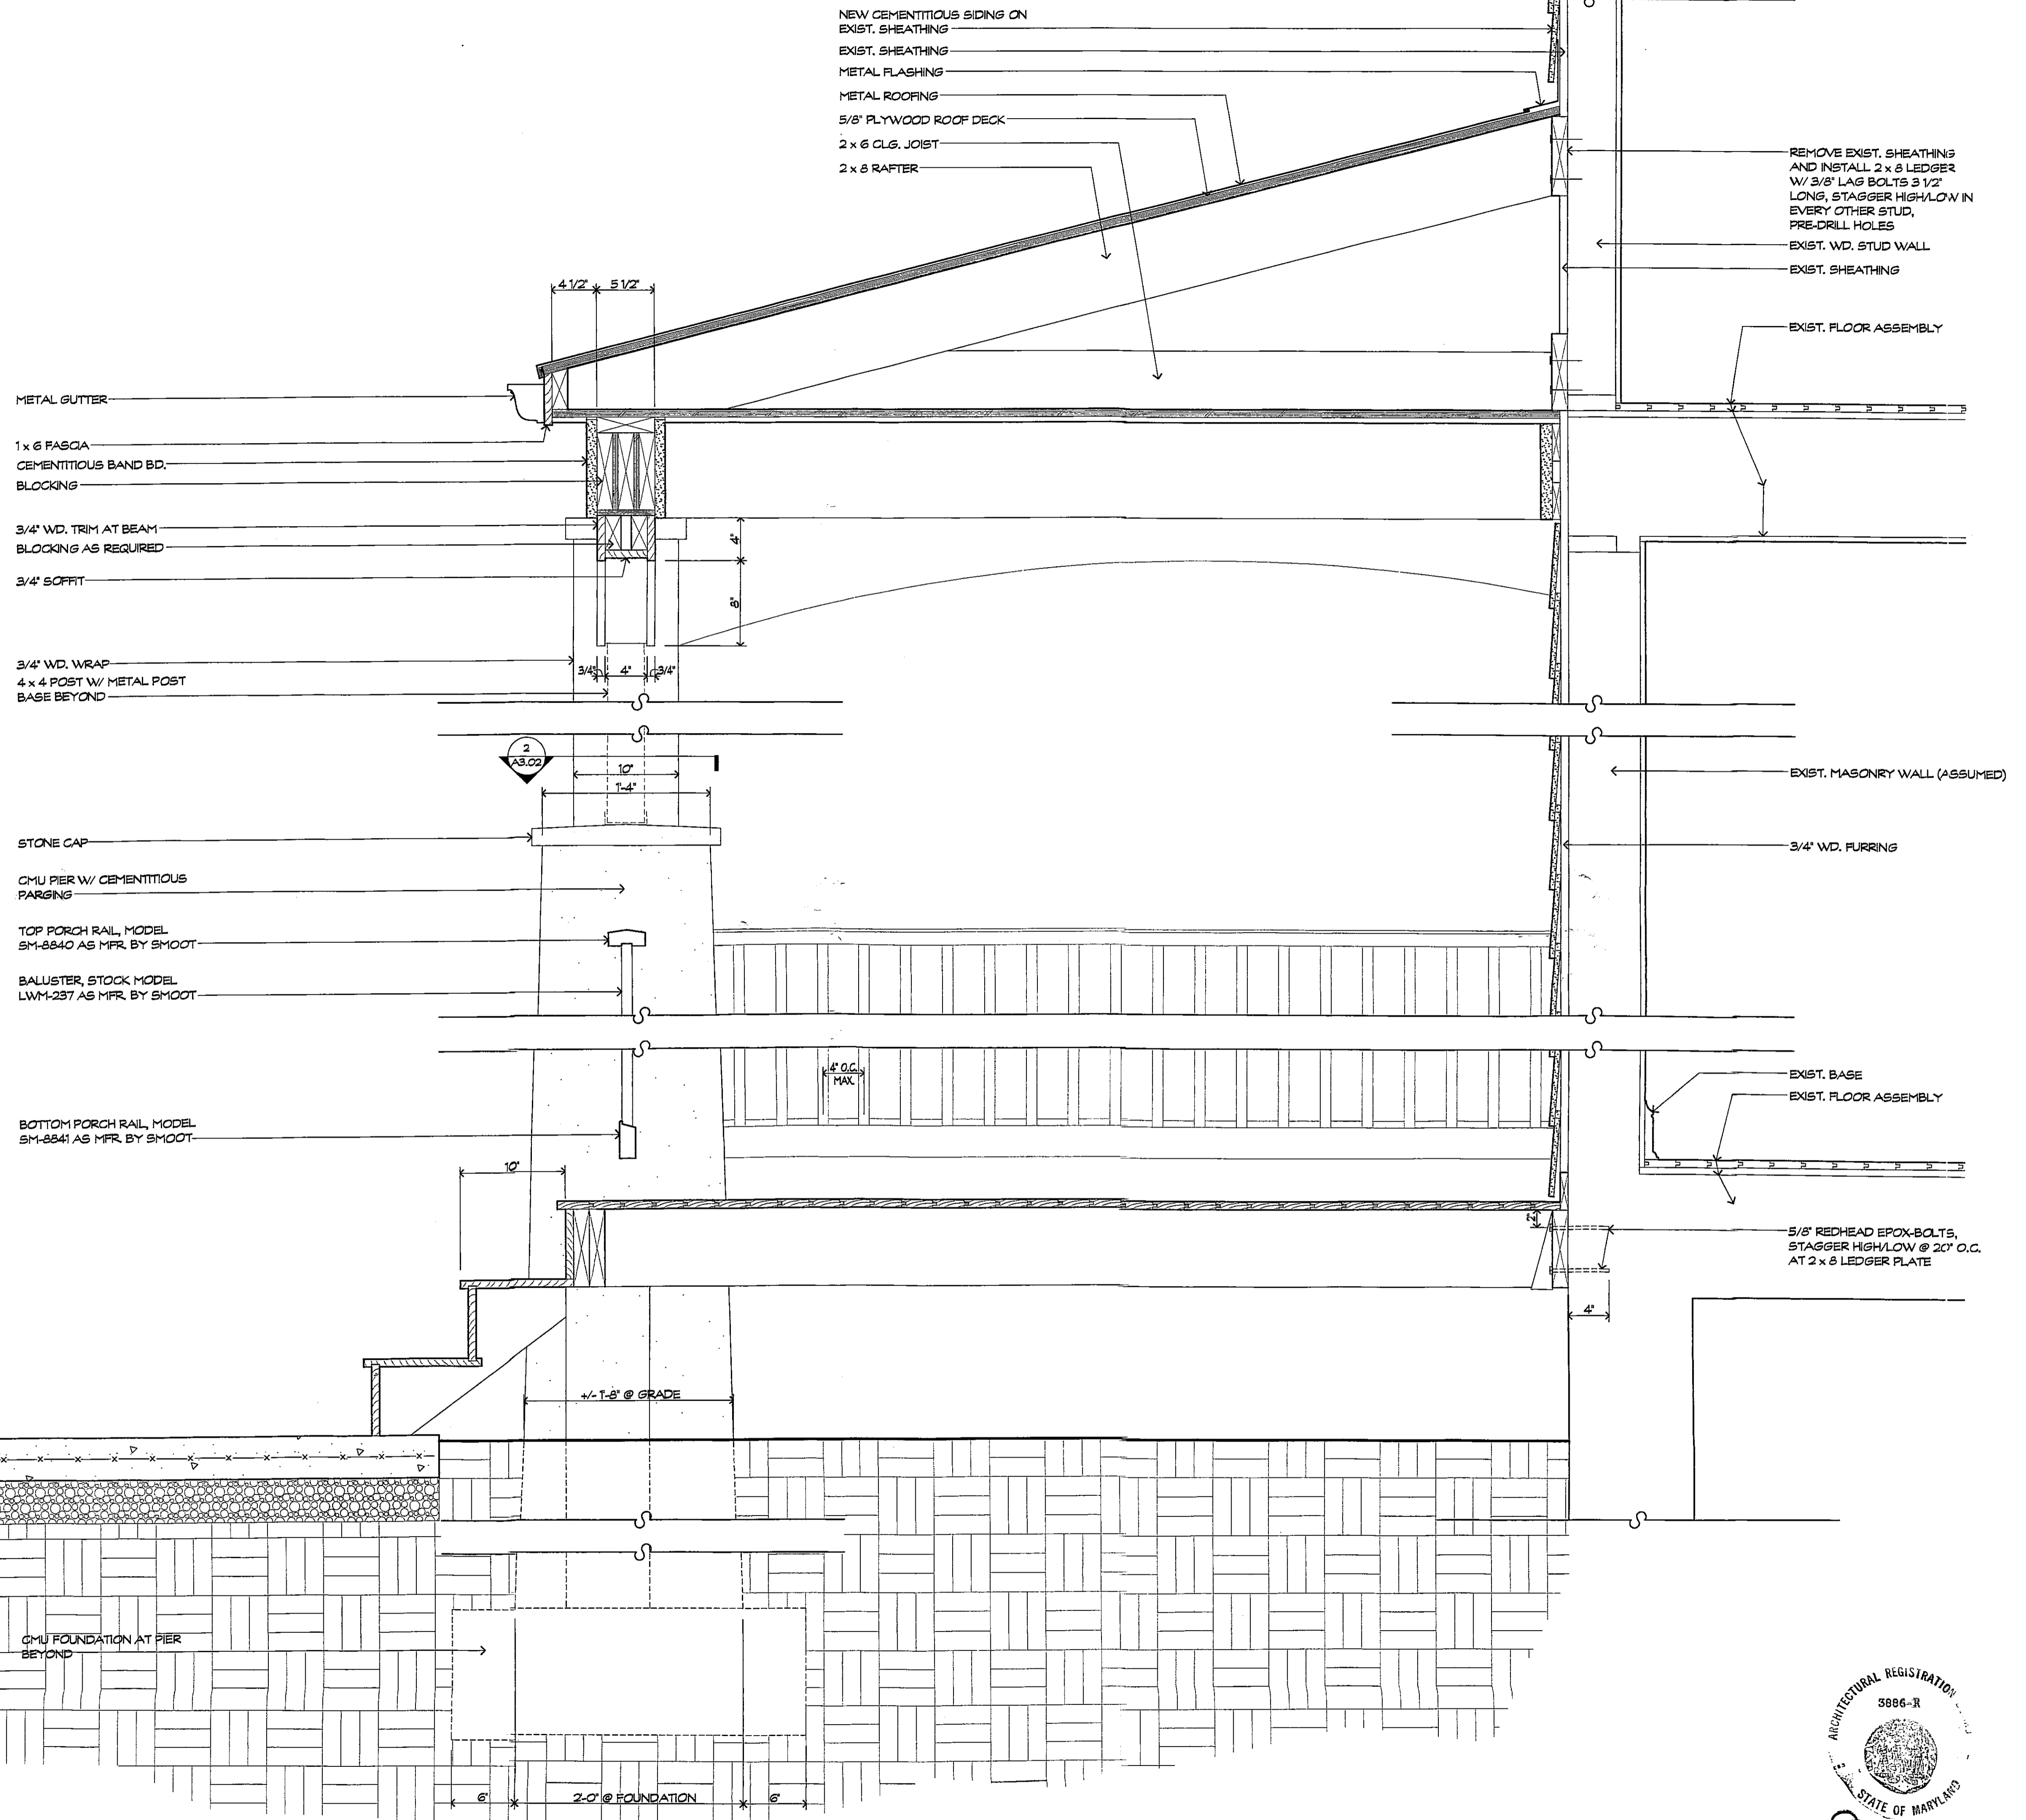 NEW CEMENTITIOUS SIDING ON
EXIST. SHEATHING
EXIST. SHEATHING
METAL FLASHING
METAL ROOFING
5/8" PLYWOOD ROOF DECK
2 x 6 CLG. JOIST
2 x 8 RAFTER
REMOVE EXIST. SHEATHING
AND INSTALL 2 x 8 LEDGER
W/ 3/8" LAG BOLTS 3 1/2"
LONG, STAGGER HIGH/LOW IN
EVERY OTHER STUD,
PRE-DRILL HOLES
EXIST. WD. STUD WALL
EXIST. SHEATHING
EXIST. FLOOR ASSEMBLY
4 1/2" 5 1/2"
METAL GUTTER
1 x 6 FASCIA
CEMENTITIOUS BAND BD.
BLOCKING
3/4" WD. TRIM AT BEAM
BLOCKING AS REQUIRED
3/4" SOFFIT
4"
8"
3/4" WD. WRAP
4 x 4 POST W/ METAL POST
BASE BEYOND
3/4" 4" 3/4"
2
A3.02
10"
1'-4"
EXIST. MASONRY WALL (ASSUMED)
STONE CAP
3/4" WD. FURRING
CMU PIER W/ CEMENTITIOUS
PARGING
TOP PORCH RAIL, MODEL
SM-8840 AS MFR. BY SMOOT
BALUSTER, STOCK MODEL
LWM-237 AS MFR. BY SMOOT
4" O.C.
MAX.
EXIST. BASE
EXIST. FLOOR ASSEMBLY
BOTTOM PORCH RAIL, MODEL
SM-8841 AS MFR. BY SMOOT
10"
2"
5/8" REDHEAD EPOX-BOLTS,
STAGGER HIGH/LOW @ 20" O.C.
AT 2 x 8 LEDGER PLATE
4"
+/- 1'-8" @ GRADE
CMU FOUNDATION AT PIER
BEYOND
6" 2'-0" @ FOUNDATION 6"
ARCHITECTURAL REGISTRATION
3886-R
STATE OF MARYLAND